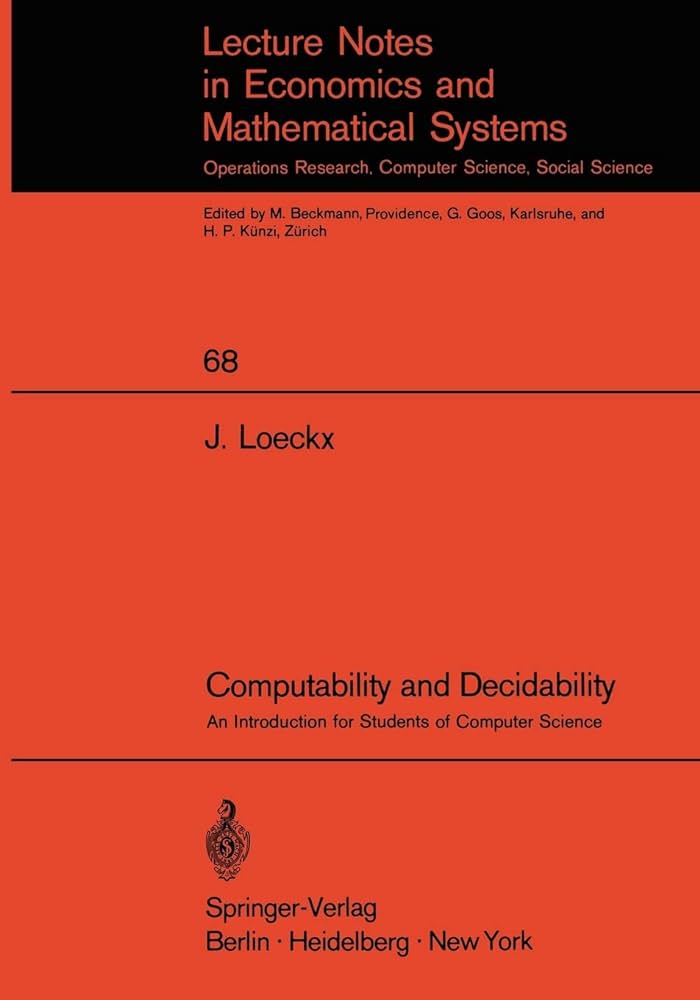 Lecture Notes
in Economics and
Mathematical Systems
Operations Research, Computer Science, Social Science
Edited by M. Beckmann, Providence, G. Goos, Karlsruhe, and
H. P. Künzi, Zürich
68
J. Loeckx
Computability and Decidability
An Introduction for Students of Computer Science
Springer-Verlag
Berlin · Heidelberg · New York